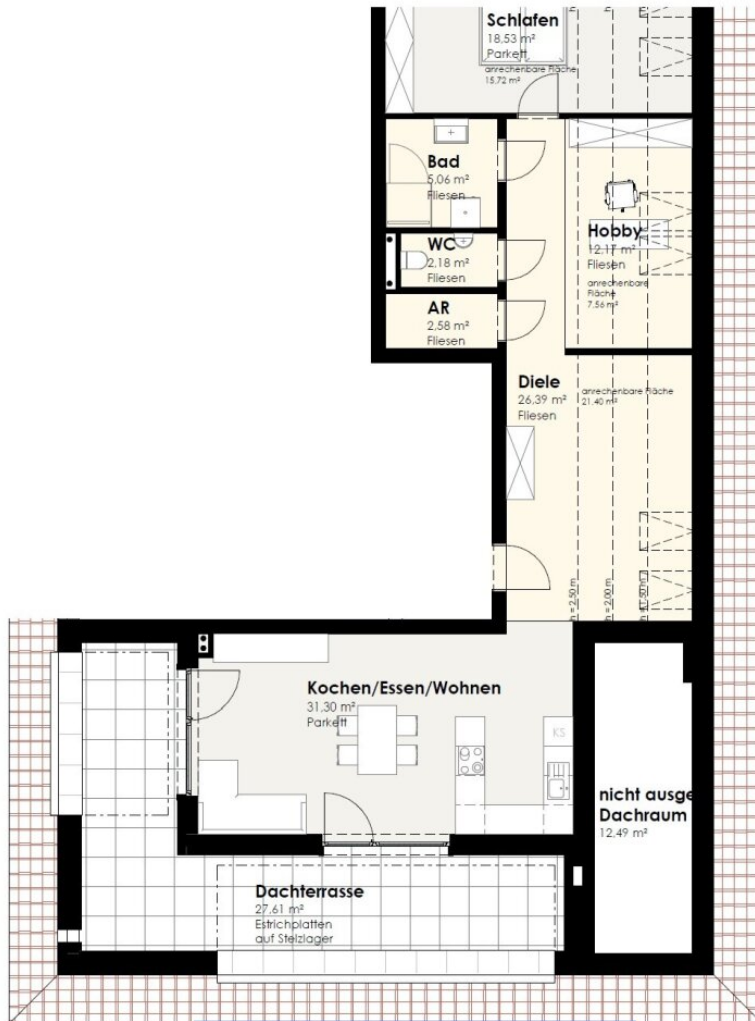 Schlafen
18,53 m²
Parkett
anrechenbare Fläche
15,72 m²
Bad
5,06 m²
Fliesen
Hobby
12,17 m²
Fliesen
anrechenbare
Fläche
7,56 m²
WC
2,18 m²
Fliesen
AR
2,58 m²
Fliesen
Diele
26,39 m²
Fliesen
anrechenbare Fläche
21,40 m²
h = 2,50 m
h = 2,00 m
h = 1,50 m
Kochen/Essen/Wohnen
31,30 m²
Parkett
KS
nicht ausge
Dachraum
12,49 m²
Dachterrasse
27,61 m²
Estrichplatten
auf Stelzlager